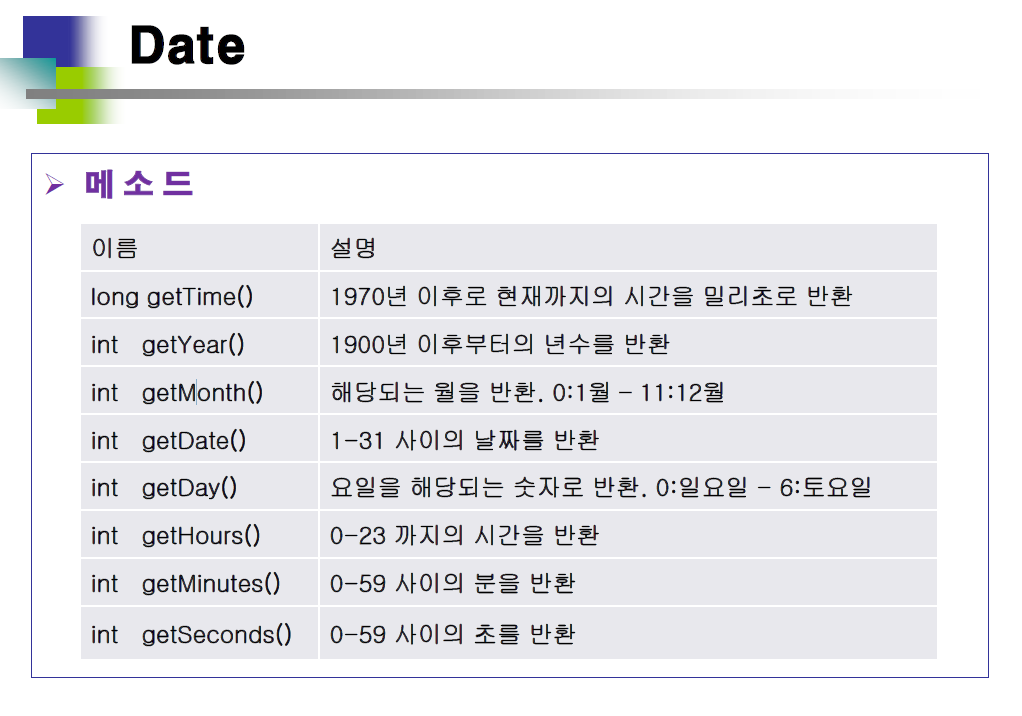 Date
메소드
이름 설명
long getTime() 1970년 이후로 현재까지의 시간을 밀리초로 반환
int getYear() 1900년 이후부터의 년수를 반환
int getMonth() 해당되는 월을 반환. 0:1월 - 11:12월
int getDate() 1-31 사이의 날짜를 반환
int getDay() 요일을 해당되는 숫자로 반환. 0:일요일 - 6:토요일
int getHours() 0-23 까지의 시간을 반환
int getMinutes() 0-59 사이의 분을 반환
int getSeconds() 0-59 사이의 초를 반환